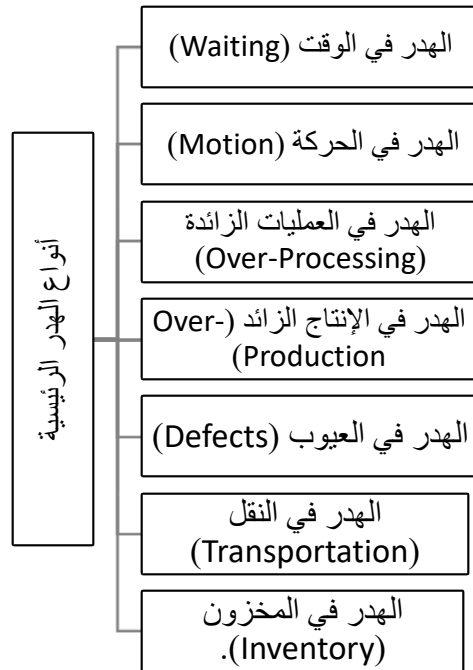 أنواع الهدر الرئيسية
الهدر في الوقت (Waiting)
الهدر في الحركة (Motion)
الهدر في العمليات الزائدة
(Over-Processing)
الهدر في الإنتاج الزائد (Over-
Production)
الهدر في العيوب (Defects)
الهدر في النقل
(Transportation)
الهدر في المخزون
(Inventory).